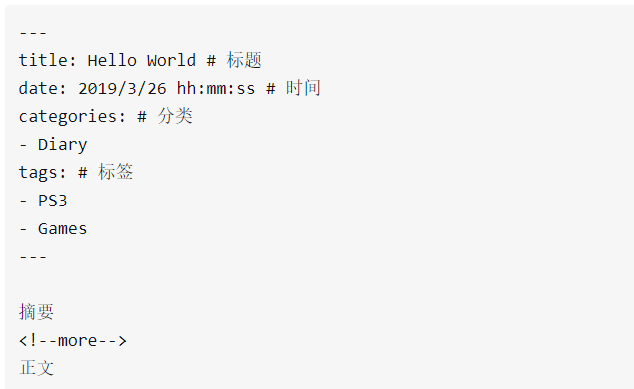 ---
title: Hello World # 标题
date: 2019/3/26 hh:mm:ss # 时间
categories: # 分类
- Diary
tags: # 标签
- PS3
- Games
---
摘要
<!--more-->
正文